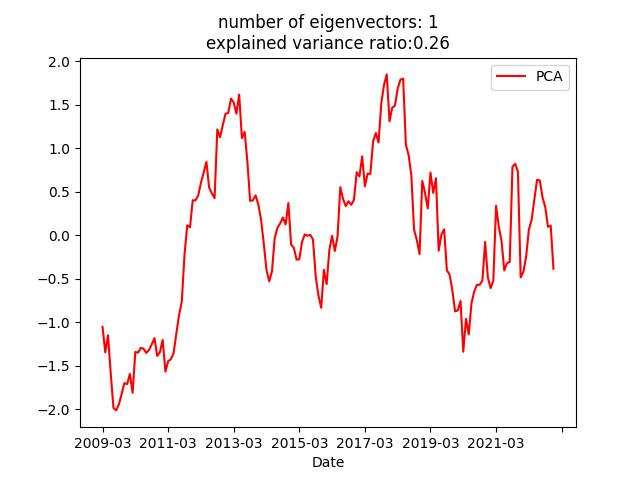 number of eigenvectors: 1
explained variance ratio:0.26
PCA
2.0
1.5
1.0
0.5
0.0
−0.5
−1.0
−1.5
−2.0
2009-03 2011-03 2013-03 2015-03 2017-03 2019-03 2021-03
Date